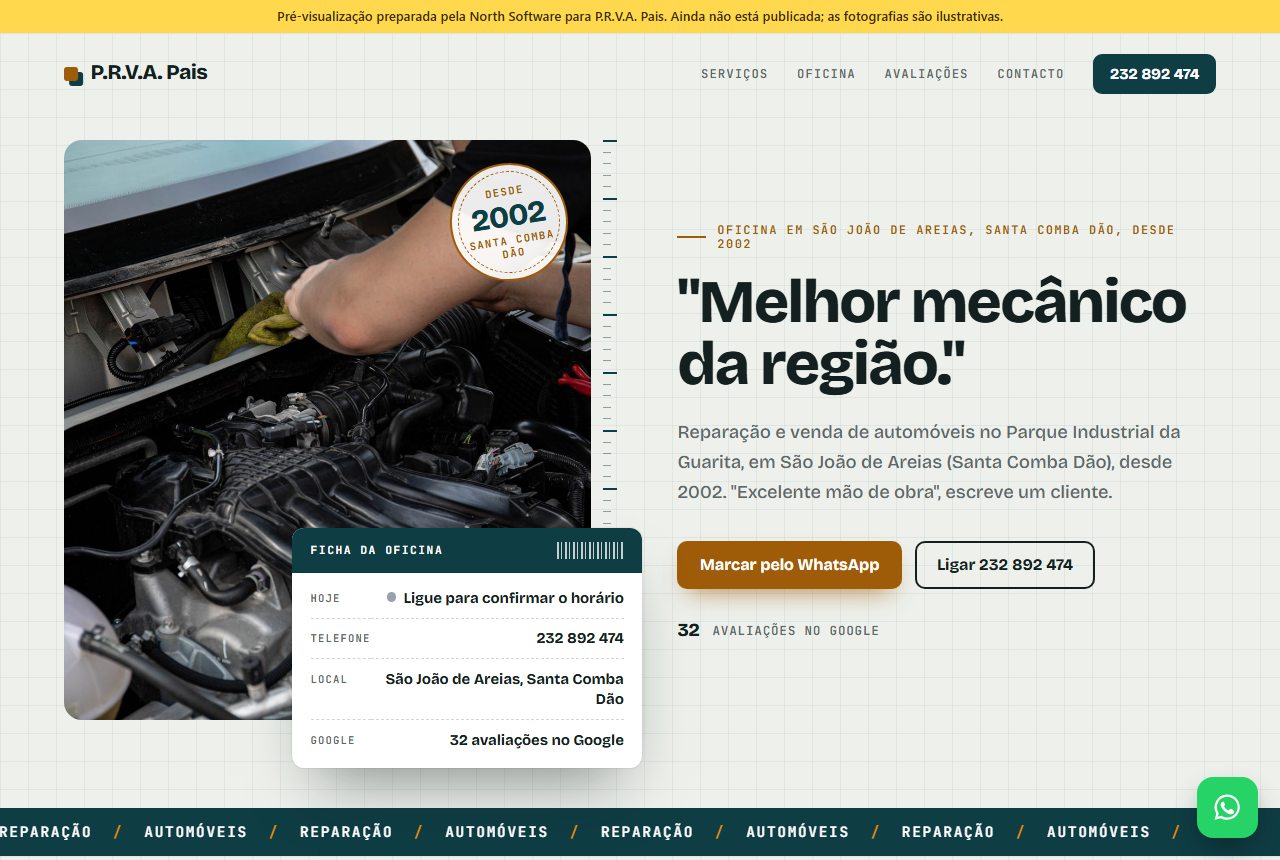 Pré-visualização preparada pela North Software para P.R.V.A. Pais. Ainda não está publicada; as fotografias são ilustrativas.
P.R.V.A. Pais
SERVIÇOS
OFICINA
AVALIAÇÕES
CONTACTO
232 892 474
DESDE
2002
SANTA COMBA
DÃO
OFICINA EM SÃO JOÃO DE AREIAS, SANTA COMBA DÃO, DESDE
2002
"Melhor mecânico
da região."
Reparação e venda de automóveis no Parque Industrial da
Guarita, em São João de Areias (Santa Comba Dão), desde
2002. "Excelente mão de obra", escreve um cliente.
Marcar pelo WhatsApp
Ligar 232 892 474
32 AVALIAÇÕES NO GOOGLE
FICHA DA OFICINA
HOJE Ligue para confirmar o horário
TELEFONE 232 892 474
LOCAL São João de Areias, Santa Comba
Dão
GOOGLE 32 avaliações no Google
REPARAÇÃO / AUTOMÓVEIS / REPARAÇÃO / AUTOMÓVEIS / REPARAÇÃO / AUTOMÓVEIS / REPARAÇÃO / AUTOMÓVEIS /